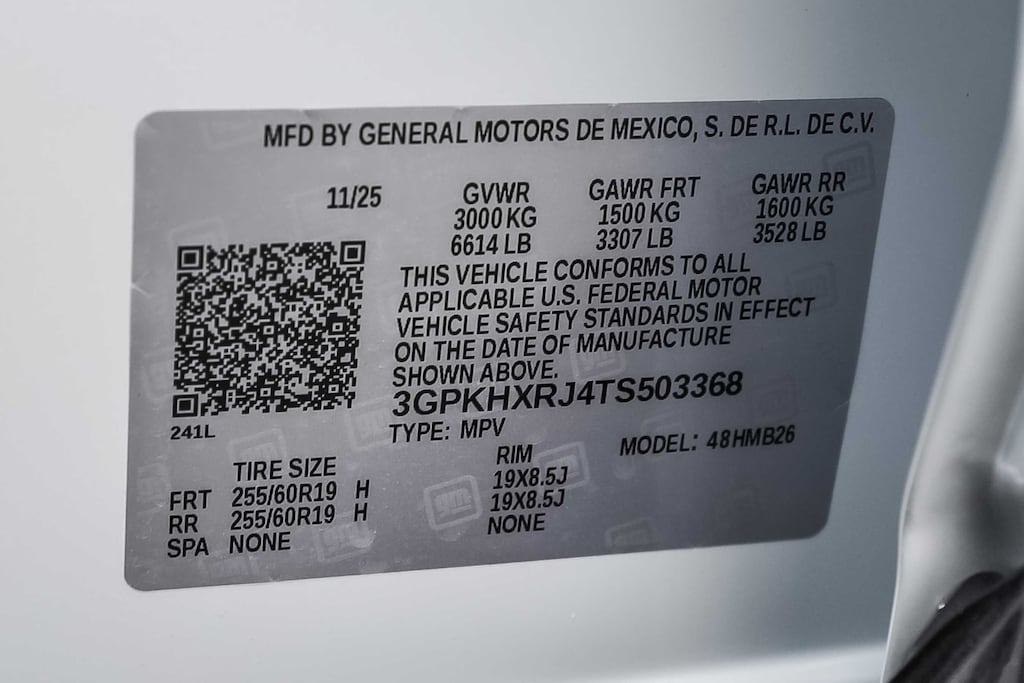 MFD BY GENERAL MOTORS DE MEXICO, S. DE R.L. DE C.V.
11/25 GVWR GAWR FRT GAWR RR
3000 KG 1500 KG 1600 KG
6614 LB 3307 LB 3528 LB
THIS VEHICLE CONFORMS TO ALL
APPLICABLE U.S. FEDERAL MOTOR
VEHICLE SAFETY STANDARDS IN EFFECT
ON THE DATE OF MANUFACTURE
SHOWN ABOVE.
3GPKHXRJ4TS503368
241L TYPE: MPV MODEL: 48HMB26
TIRE SIZE RIM
FRT 255/60R19 H 19X8.5J
RR 255/60R19 H 19X8.5J
SPA NONE NONE
gm